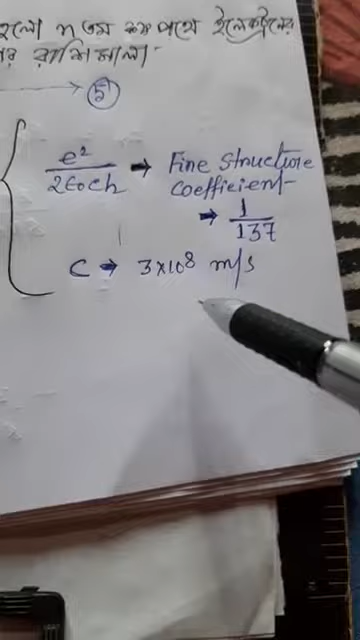 হলো n তম কক্ষ পথে ইলেকট্রনের
রাশিমালা-
→ ⑤
e²/2ε₀ch → Fine Structure
Coefficient-
→ 1/137
C → 3×10⁸ m/s